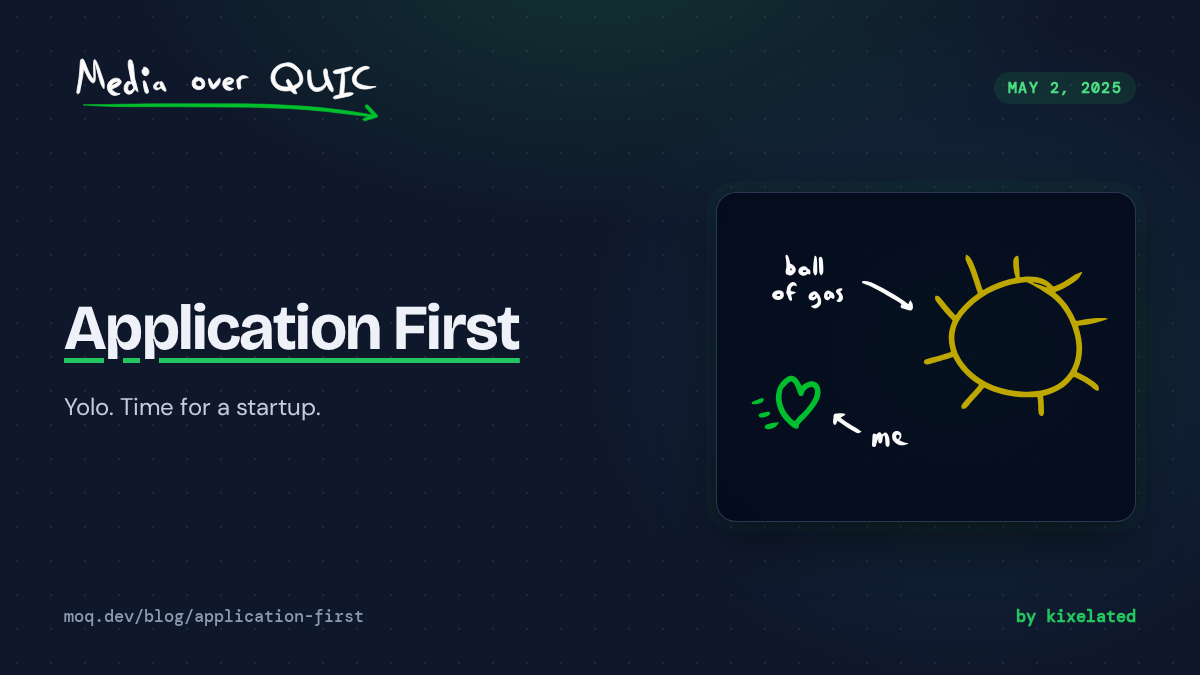 Media over QUIC
MAY 2, 2025
ball
of gas
me
Application First
Yolo. Time for a startup.
moq.dev/blog/application-first
by kixelated